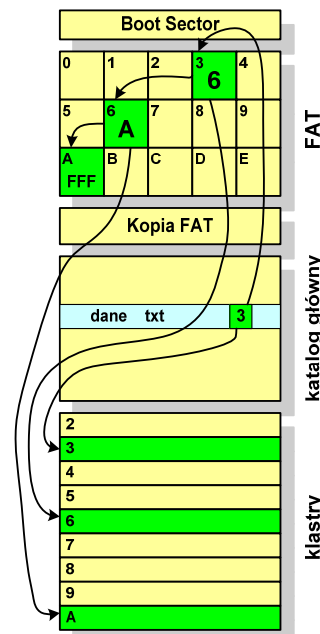 Boot Sector
0 1 2 3 4
6
5 6 7 8 9
A
A B C D E
FFF
FAT
Kopia FAT
dane txt 3
katalog główny
2
3
4
5
6
7
8
9
A
klastry